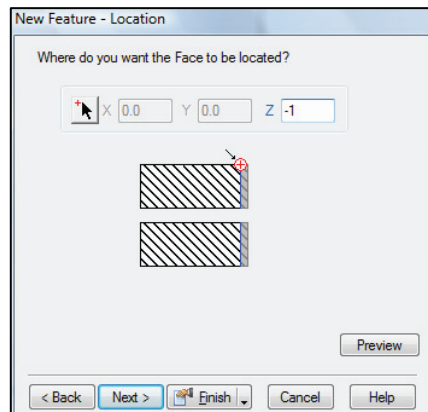 New Feature - Location
Where do you want the Face to be located?
X 0.0 Y 0.0 Z -1
Preview
< Back Next > Finish Cancel Help